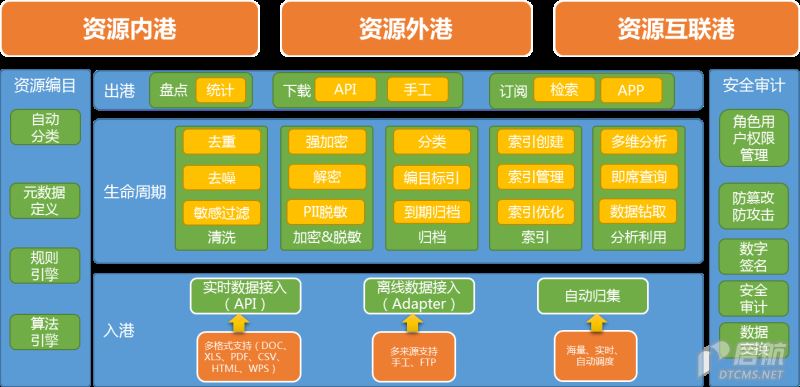 资源内港
资源外港
资源互联港
资源编目
自动
分类
元数据
定义
规则
引擎
算法
引擎
出港
盘点
统计
下载
API
手工
订阅
检索
APP
生命周期
去重
去噪
敏感过滤
清洗
强加密
解密
PII脱敏
加密&脱敏
分类
编目标引
到期归档
归档
索引创建
索引管理
索引优化
索引
多维分析
即席查询
数据钻取
分析利用
入港
实时数据接入
（API）
多格式支持（DOC、
XLS、PDF、CSV、
HTML、WPS）
离线数据接入
（Adapter）
多来源支持
手工、FTP
自动归集
海量、实时、
自动调度
安全审计
角色用
户权限
管理
防篡改
防攻击
数字
签名
安全
审计
数据
交换
启航
DTCMS.NET